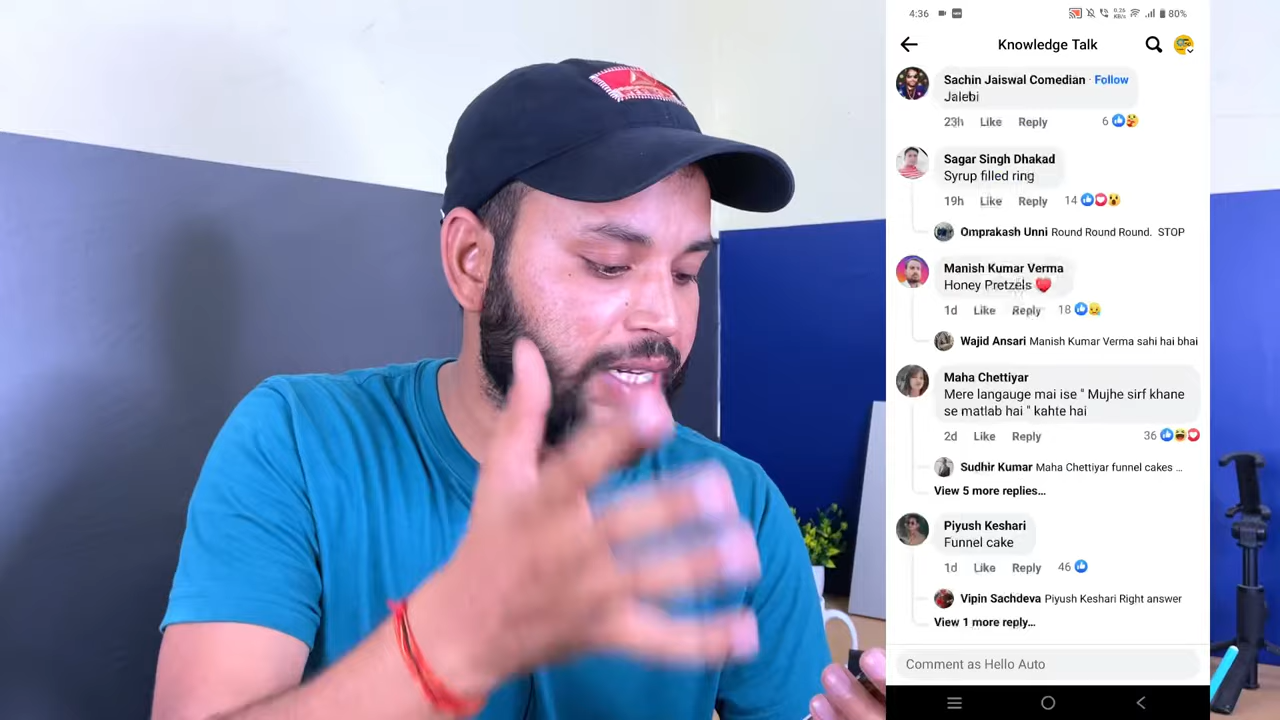 4:36
0.26
KB/s
80%
Knowledge Talk
Sachin Jaiswal Comedian · Follow
Jalebi
23h Like Reply 6
Sagar Singh Dhakad
Syrup filled ring
19h Like Reply 14
Omprakash Unni Round Round Round. STOP
Manish Kumar Verma
Honey Pretzels ❤️
1d Like Reply 18
Wajid Ansari Manish Kumar Verma sahi hai bhai
Maha Chettiyar
Mere langauge mai ise " Mujhe sirf khane
se matlab hai " kahte hai
2d Like Reply 36
Sudhir Kumar Maha Chettiyar funnel cakes ...
View 5 more replies...
Piyush Keshari
Funnel cake
1d Like Reply 46
Vipin Sachdeva Piyush Keshari Right answer
View 1 more reply...
Comment as Hello Auto